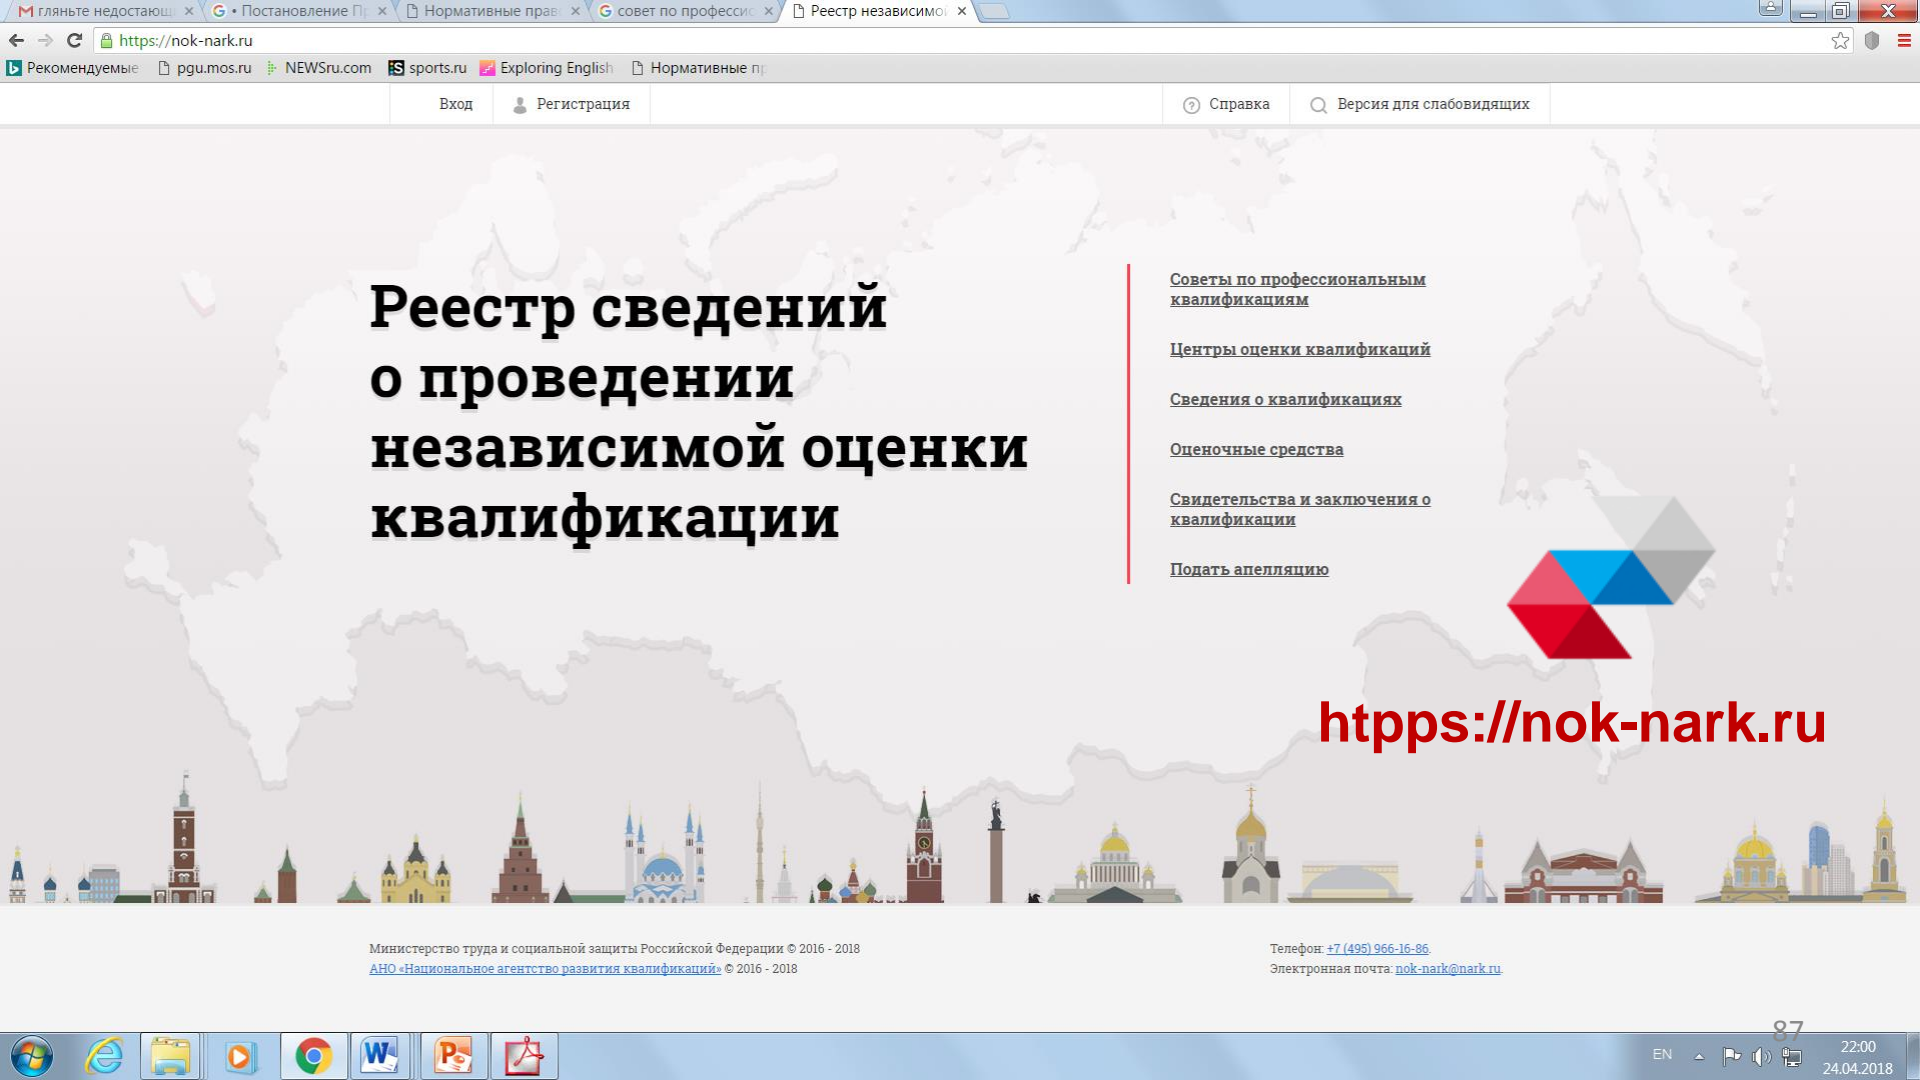 гляньте недостающ
• Постановление П
Нормативные прав
совет по професси
Реестр независимо
https://nok-nark.ru
Рекомендуемые
pgu.mos.ru
NEWSru.com
sports.ru
Exploring English
Нормативные п
Вход
Регистрация
Справка
Версия для слабовидящих
Реестр сведений
о проведении
независимой оценки
квалификации
Советы по профессиональным
квалификациям
Центры оценки квалификаций
Сведения о квалификациях
Оценочные средства
Свидетельства и заключения о
квалификации
Подать апелляцию
htpps://nok-nark.ru
Министерство труда и социальной защиты Российской Федерации © 2016 - 2018
АНО «Национальное агентство развития квалификаций» © 2016 - 2018
Телефон: +7 (495) 966-16-86.
Электронная почта: nok-nark@nark.ru.
87
EN
22:00
24.04.2018